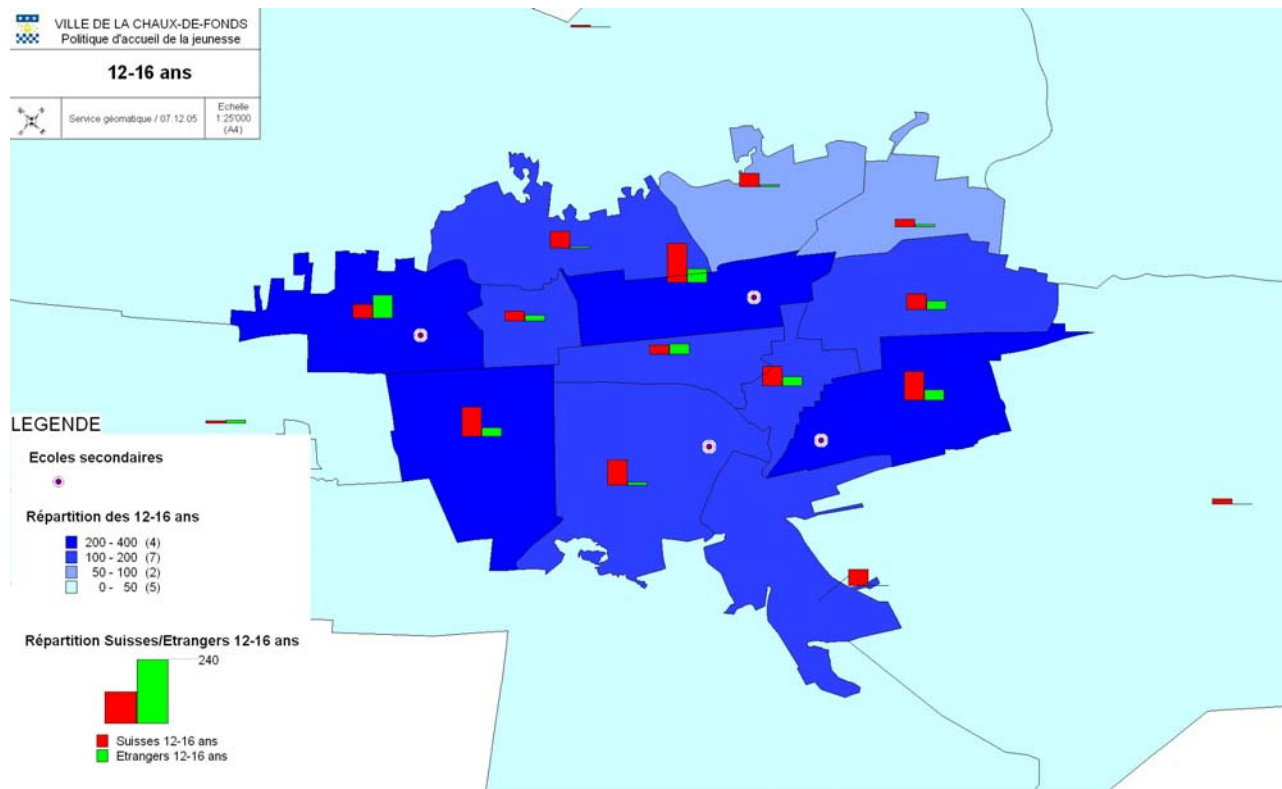 VILLE DE LA CHAUX-DE-FONDS
Politique d'accueil de la jeunesse
12-16 ans
Service géomatique / 07.12.05
Echelle
1:25'000
(A4)
LEGENDE
Ecoles secondaires
Répartition des 12-16 ans
200 - 400 (4)
100 - 200 (7)
50 - 100 (2)
0 - 50 (5)
Répartition Suisses/Etrangers 12-16 ans
240
Suisses 12-16 ans
Etrangers 12-16 ans